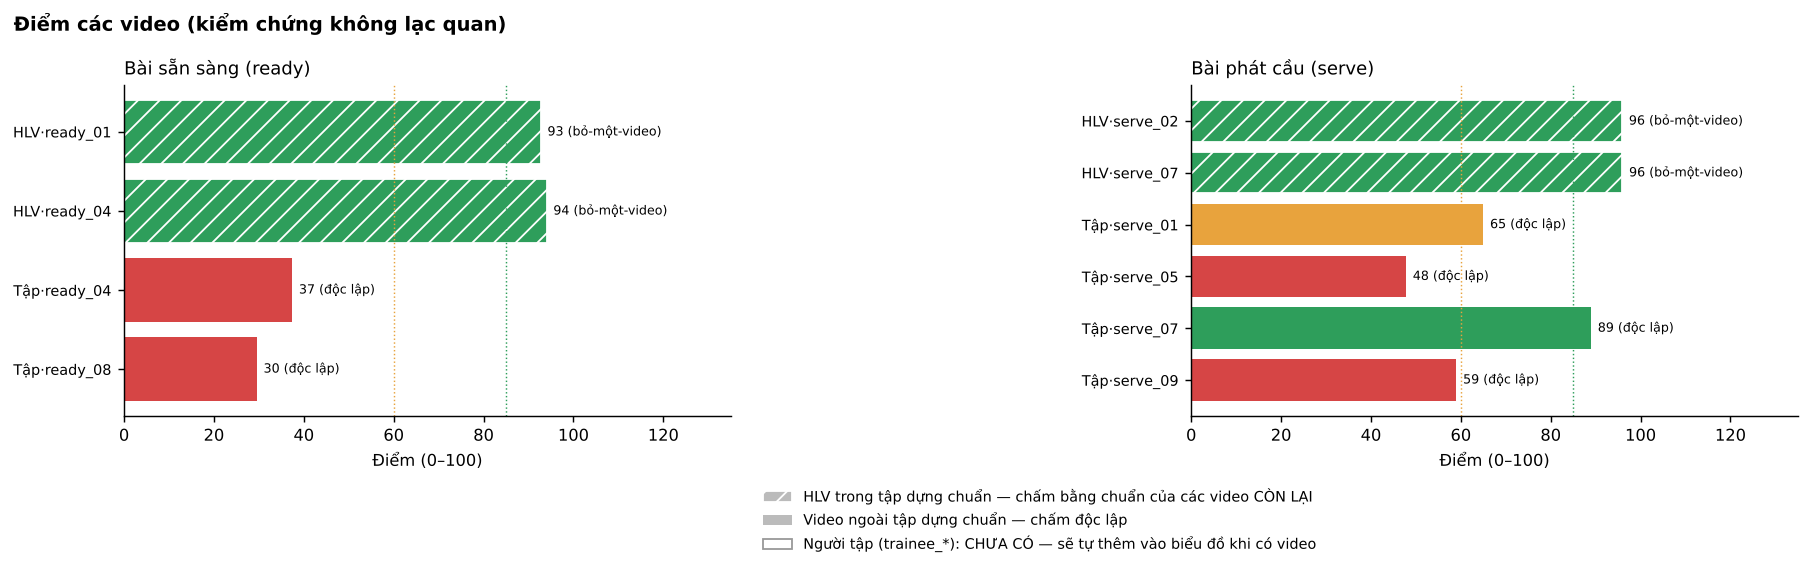 Điểm các video (kiểm chứng không lạc quan)
Bài sẵn sàng (ready)
HLV·ready_01
93 (bỏ-một-video)
HLV·ready_04
94 (bỏ-một-video)
Tập·ready_04
37 (độc lập)
Tập·ready_08
30 (độc lập)
0 20 40 60 80 100 120
Điểm (0–100)
Bài phát cầu (serve)
HLV·serve_02
96 (bỏ-một-video)
HLV·serve_07
96 (bỏ-một-video)
Tập·serve_01
65 (độc lập)
Tập·serve_05
48 (độc lập)
Tập·serve_07
89 (độc lập)
Tập·serve_09
59 (độc lập)
0 20 40 60 80 100 120
Điểm (0–100)
HLV trong tập dựng chuẩn — chấm bằng chuẩn của các video CÒN LẠI
Video ngoài tập dựng chuẩn — chấm độc lập
Người tập (trainee_*): CHƯA CÓ — sẽ tự thêm vào biểu đồ khi có video